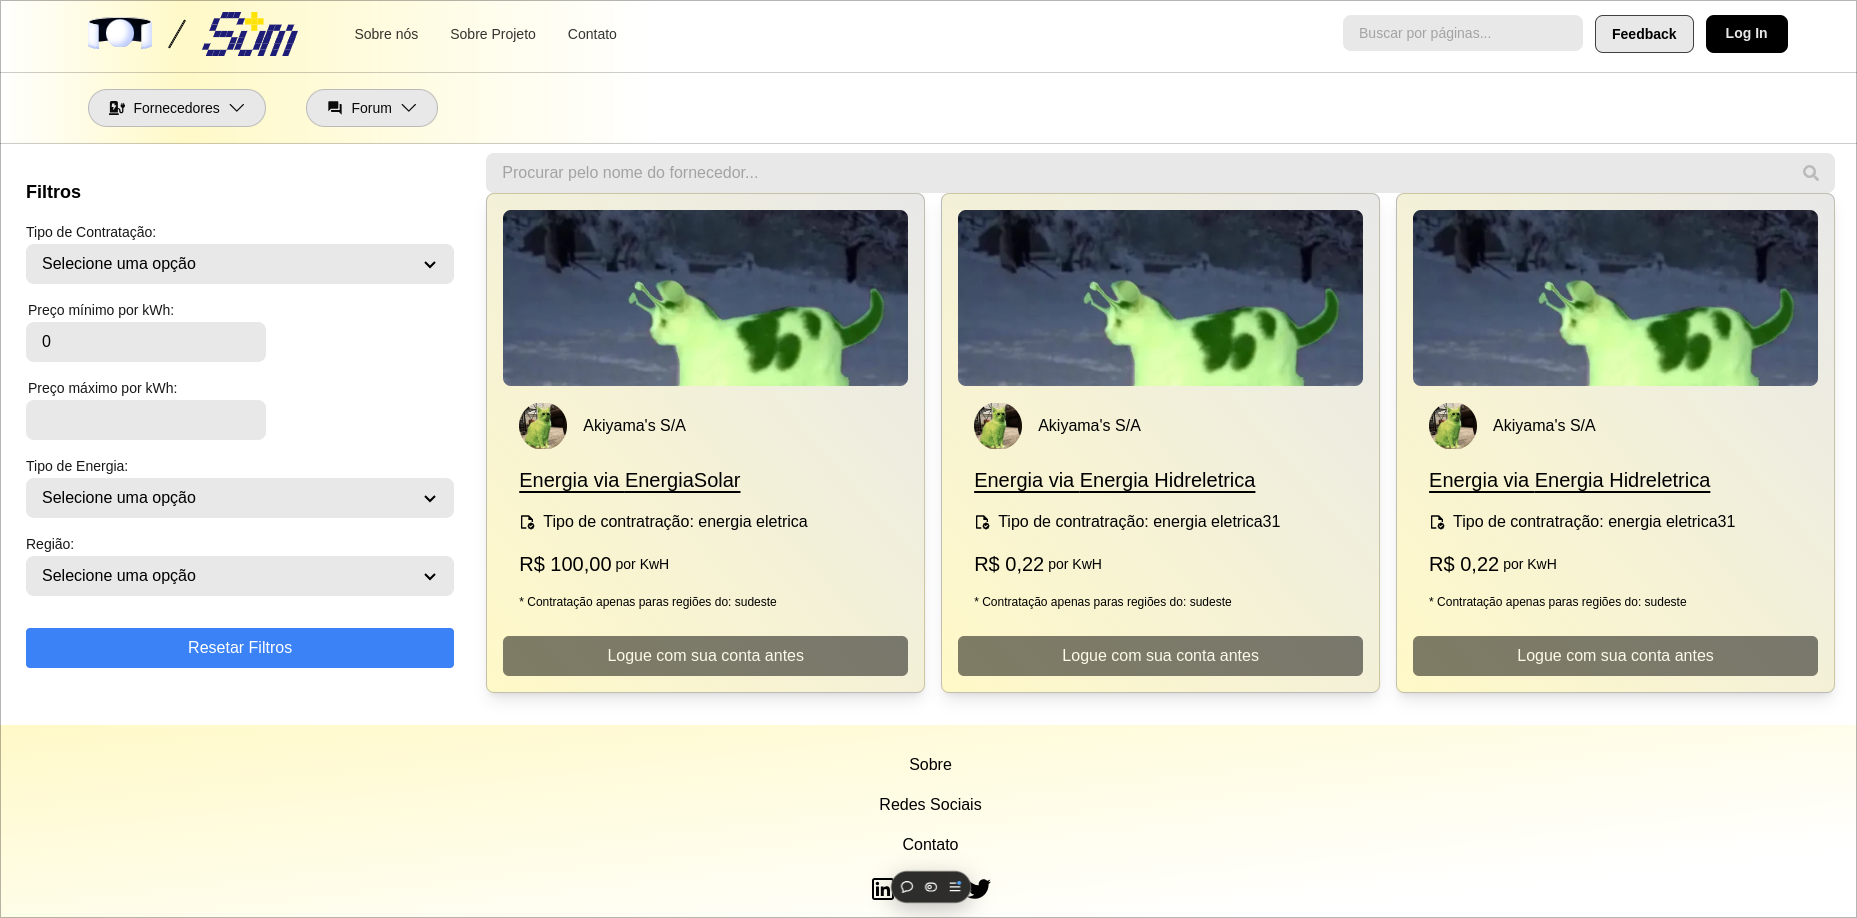 / Sum
Sobre nós
Sobre Projeto
Contato
Buscar por páginas...
Feedback
Log In
Fornecedores
Forum
Filtros
Tipo de Contratação:
Selecione uma opção
Preço mínimo por kWh:
0
Preço máximo por kWh:
Tipo de Energia:
Selecione uma opção
Região:
Selecione uma opção
Resetar Filtros
Procurar pelo nome do fornecedor...
Akiyama's S/A
Energia via EnergiaSolar
Tipo de contratração: energia eletrica
R$ 100,00 por KwH
* Contratação apenas paras regiões do: sudeste
Logue com sua conta antes
Akiyama's S/A
Energia via Energia Hidreletrica
Tipo de contratração: energia eletrica31
R$ 0,22 por KwH
* Contratação apenas paras regiões do: sudeste
Logue com sua conta antes
Akiyama's S/A
Energia via Energia Hidreletrica
Tipo de contratração: energia eletrica31
R$ 0,22 por KwH
* Contratação apenas paras regiões do: sudeste
Logue com sua conta antes
Sobre
Redes Sociais
Contato
in